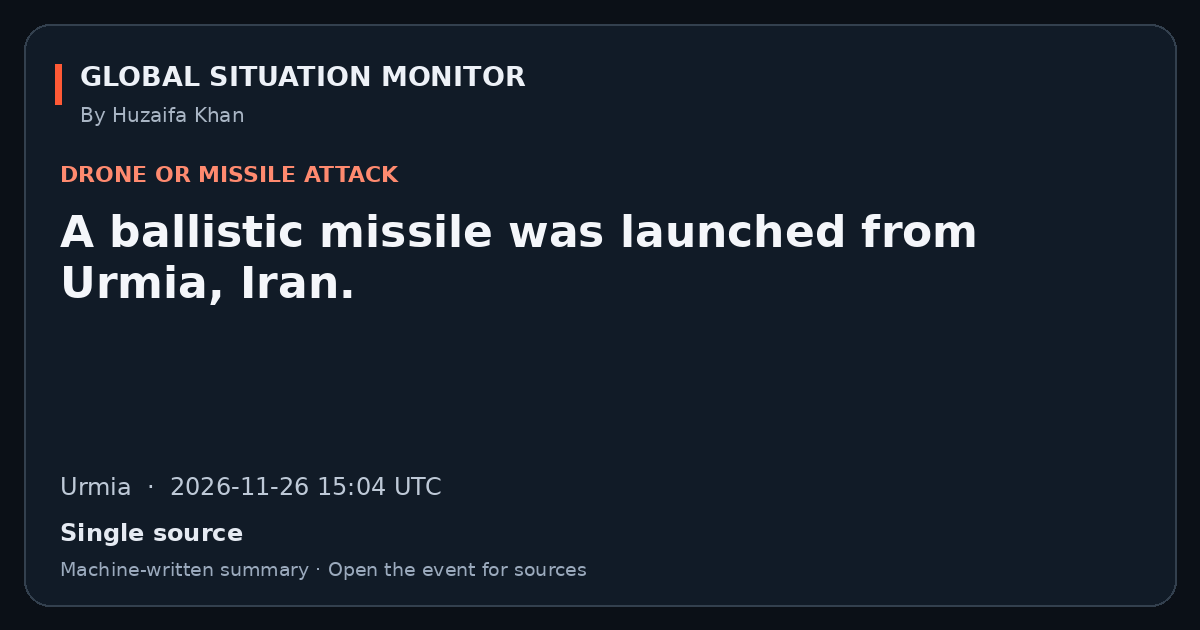 GLOBAL SITUATION MONITOR
By Huzaifa Khan
DRONE OR MISSILE ATTACK
A ballistic missile was launched from
Urmia, Iran.
Urmia · 2026-11-26 15:04 UTC
Single source
Machine-written summary · Open the event for sources